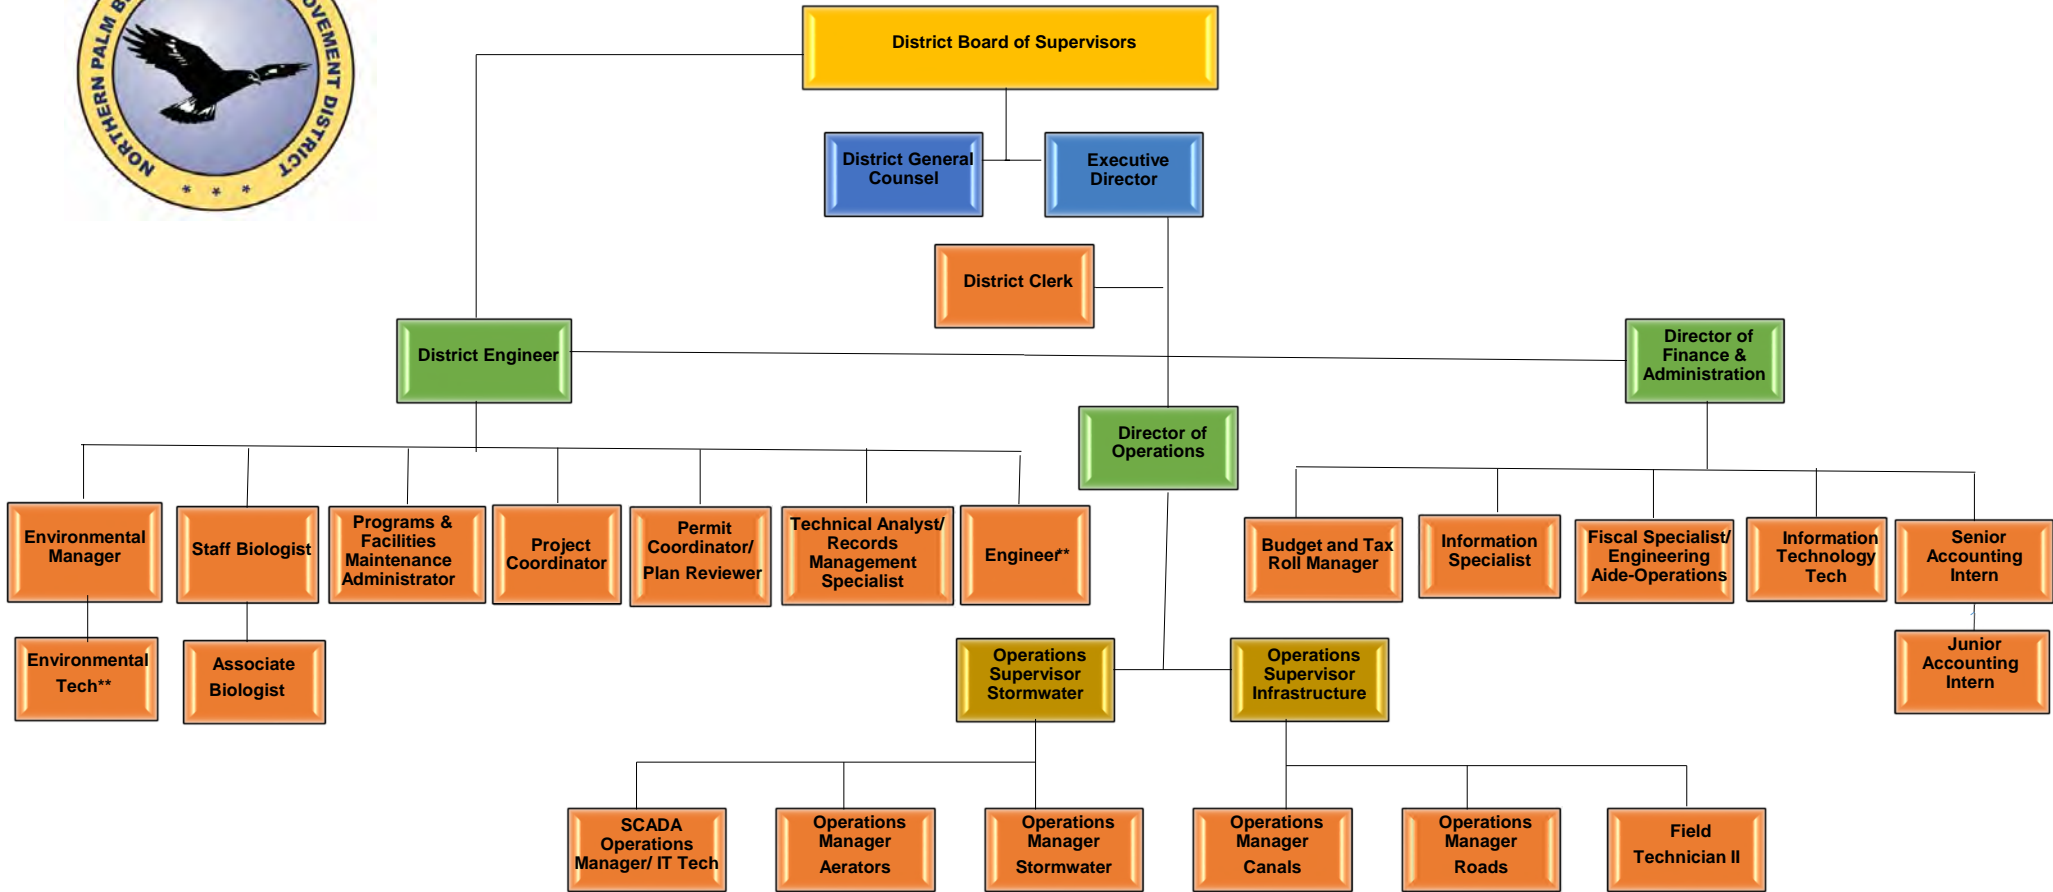 NORTHERN PALM B
OVEMENT DISTRICT
* * *
District Board of Supervisors
District General
Counsel
Executive
Director
District Clerk
District Engineer
Director of
Finance &
Administration
Director of
Operations
Environmental
Manager
Staff Biologist
Programs &
Facilities
Maintenance
Administrator
Project
Coordinator
Permit
Coordinator/
Plan Reviewer
Technical Analyst/
Records
Management
Specialist
Engineer**
Budget and Tax
Roll Manager
Information
Specialist
Fiscal Specialist/
Engineering
Aide-Operations
Information
Technology
Tech
Senior
Accounting
Intern
Environmental
Tech**
Associate
Biologist
Operations
Supervisor
Stormwater
Operations
Supervisor
Infrastructure
Junior
Accounting
Intern
SCADA
Operations
Manager/ IT Tech
Operations
Manager
Aerators
Operations
Manager
Stormwater
Operations
Manager
Canals
Operations
Manager
Roads
Field
Technician II